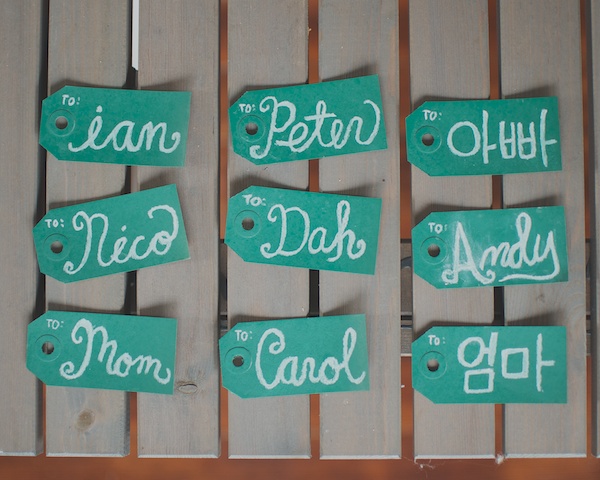 TO: ian
TO: Peter
TO: 아빠
TO: Nico
TO: Dah
TO: Andy
TO: Mom
TO: Carol
TO: 엄마